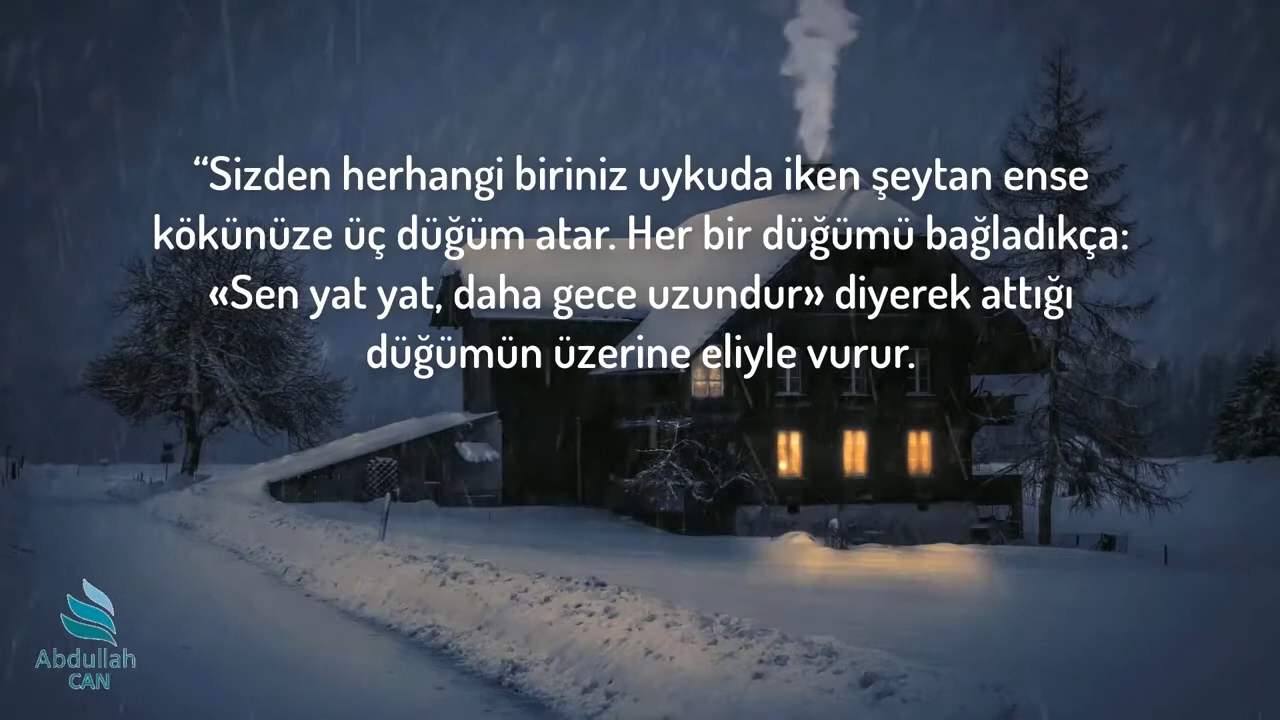 “Sizden herhangi biriniz uykuda iken şeytan ense
kökünüze üç düğüm atar. Her bir düğümü bağladıkça:
«Sen yat yat, daha gece uzundur» diyerek attığı
düğümün üzerine eliyle vurur.
Abdullah
CAN